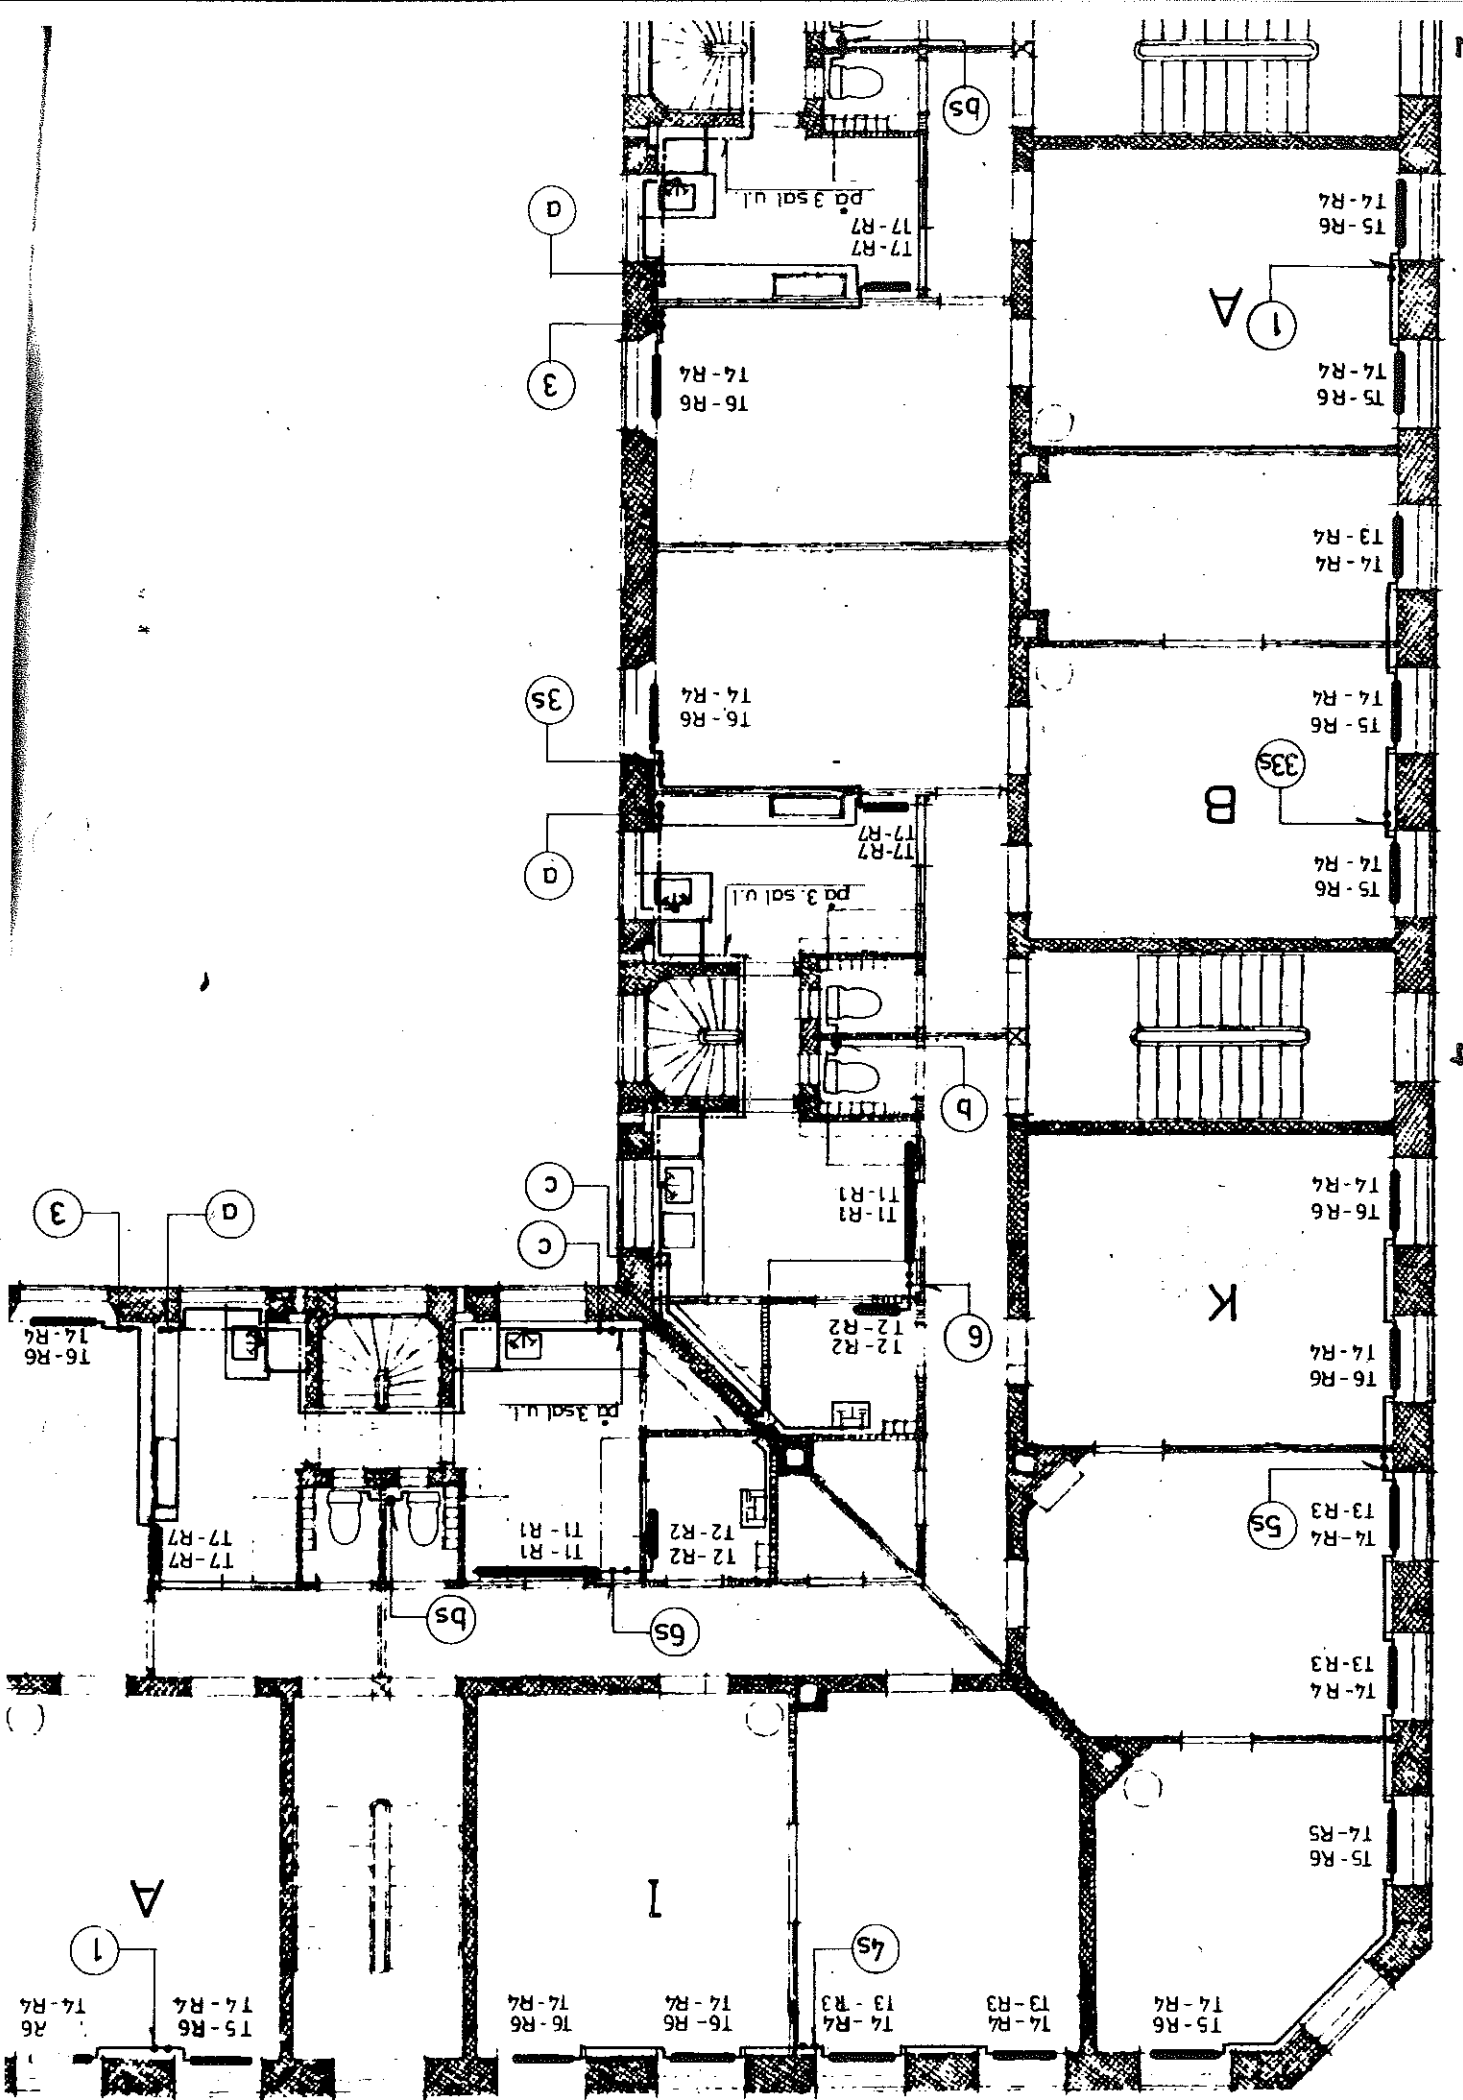 T5-R6
T4-R4
T4-R4
T3-R3
T4-R4
T3-R3
T6-R6
T4-R4
T6-R6
T4-R4
T5-R6
T4-R4
R6
T4-R4
4s
1
I
A
T5-R6
T4-R5
T4-R4
T3-R3
6s
bs
T4-R4
T3-R3
5s
T2-R2
T2-R2
T1-R1
T1-R1
T7-R7
T7-R7
på 3 sal u.l.
T6-R6
T4-R4
T2-R2
T2-R2
6
T6-R6
T4-R4
K
c
c
a
3
T6-R6
T4-R4
T1-R1
T1-R1
b
T5-R6
T4-R4
på 3. sal u.l
T7-R7
T7-R7
a
B
33s
T5-R6
T4-R4
T6-R6
T4-R4
3s
T4-R4
T3-R4
T5-R6
T4-R4
T6-R6
T4-R4
3
A
1
T5-R6
T4-R4
T7-R7
T7-R7
på 3 sal u.l
a
bs